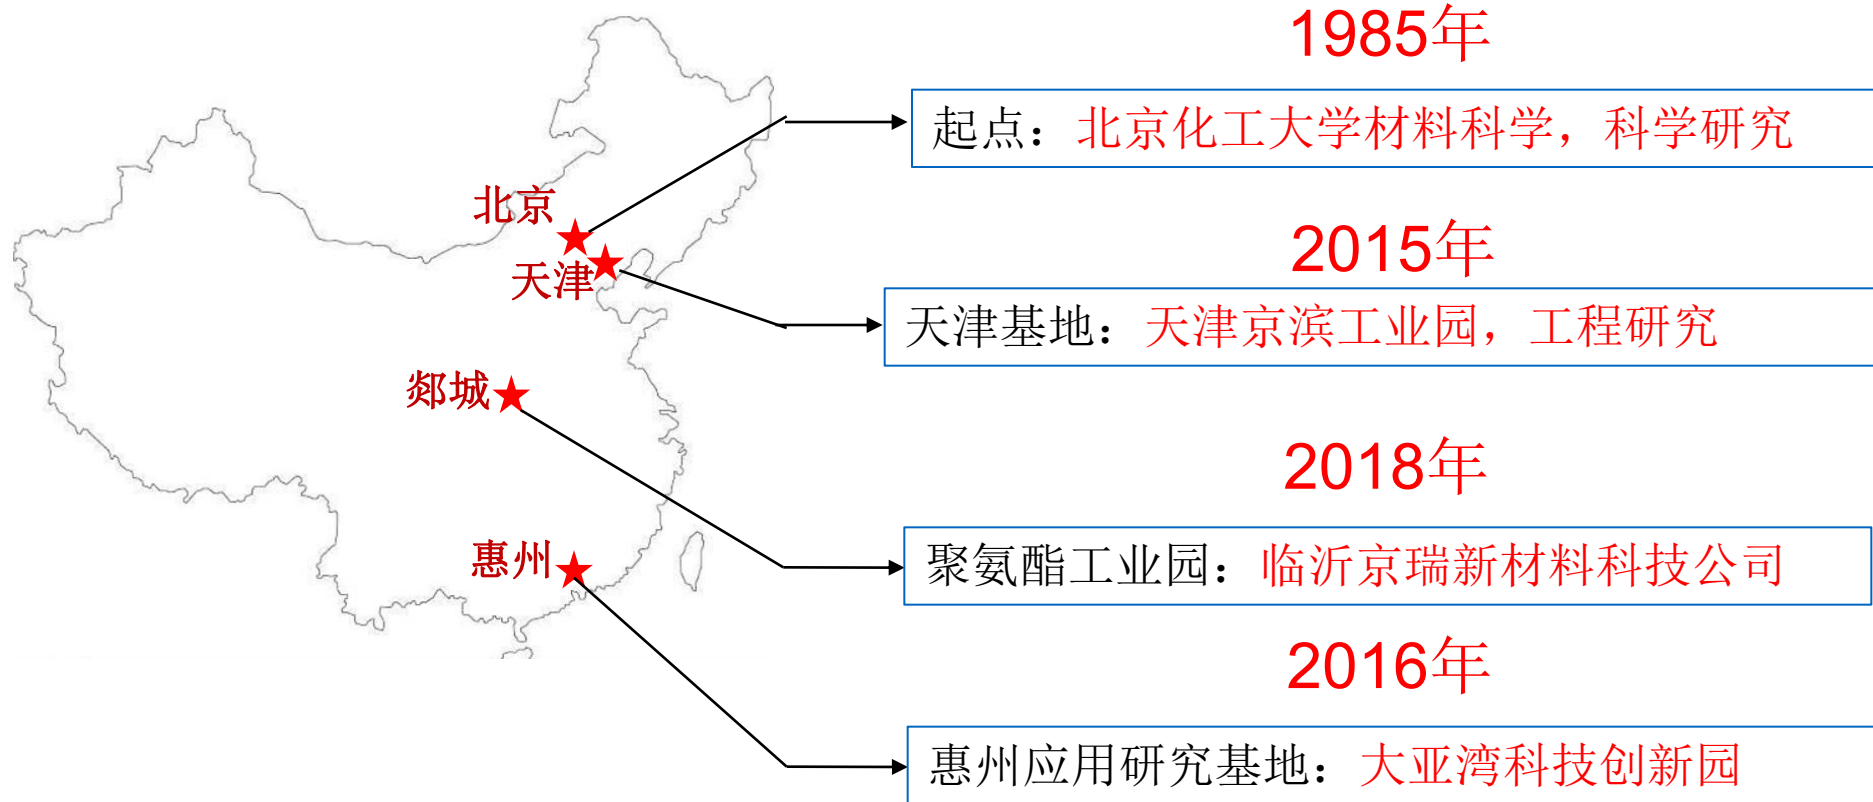 1985年
起点：北京化工大学材料科学，科学研究
北京
天津
2015年
天津基地：天津京滨工业园，工程研究
郯城
2018年
聚氨酯工业园：临沂京瑞新材料科技公司
惠州
2016年
惠州应用研究基地：大亚湾科技创新园